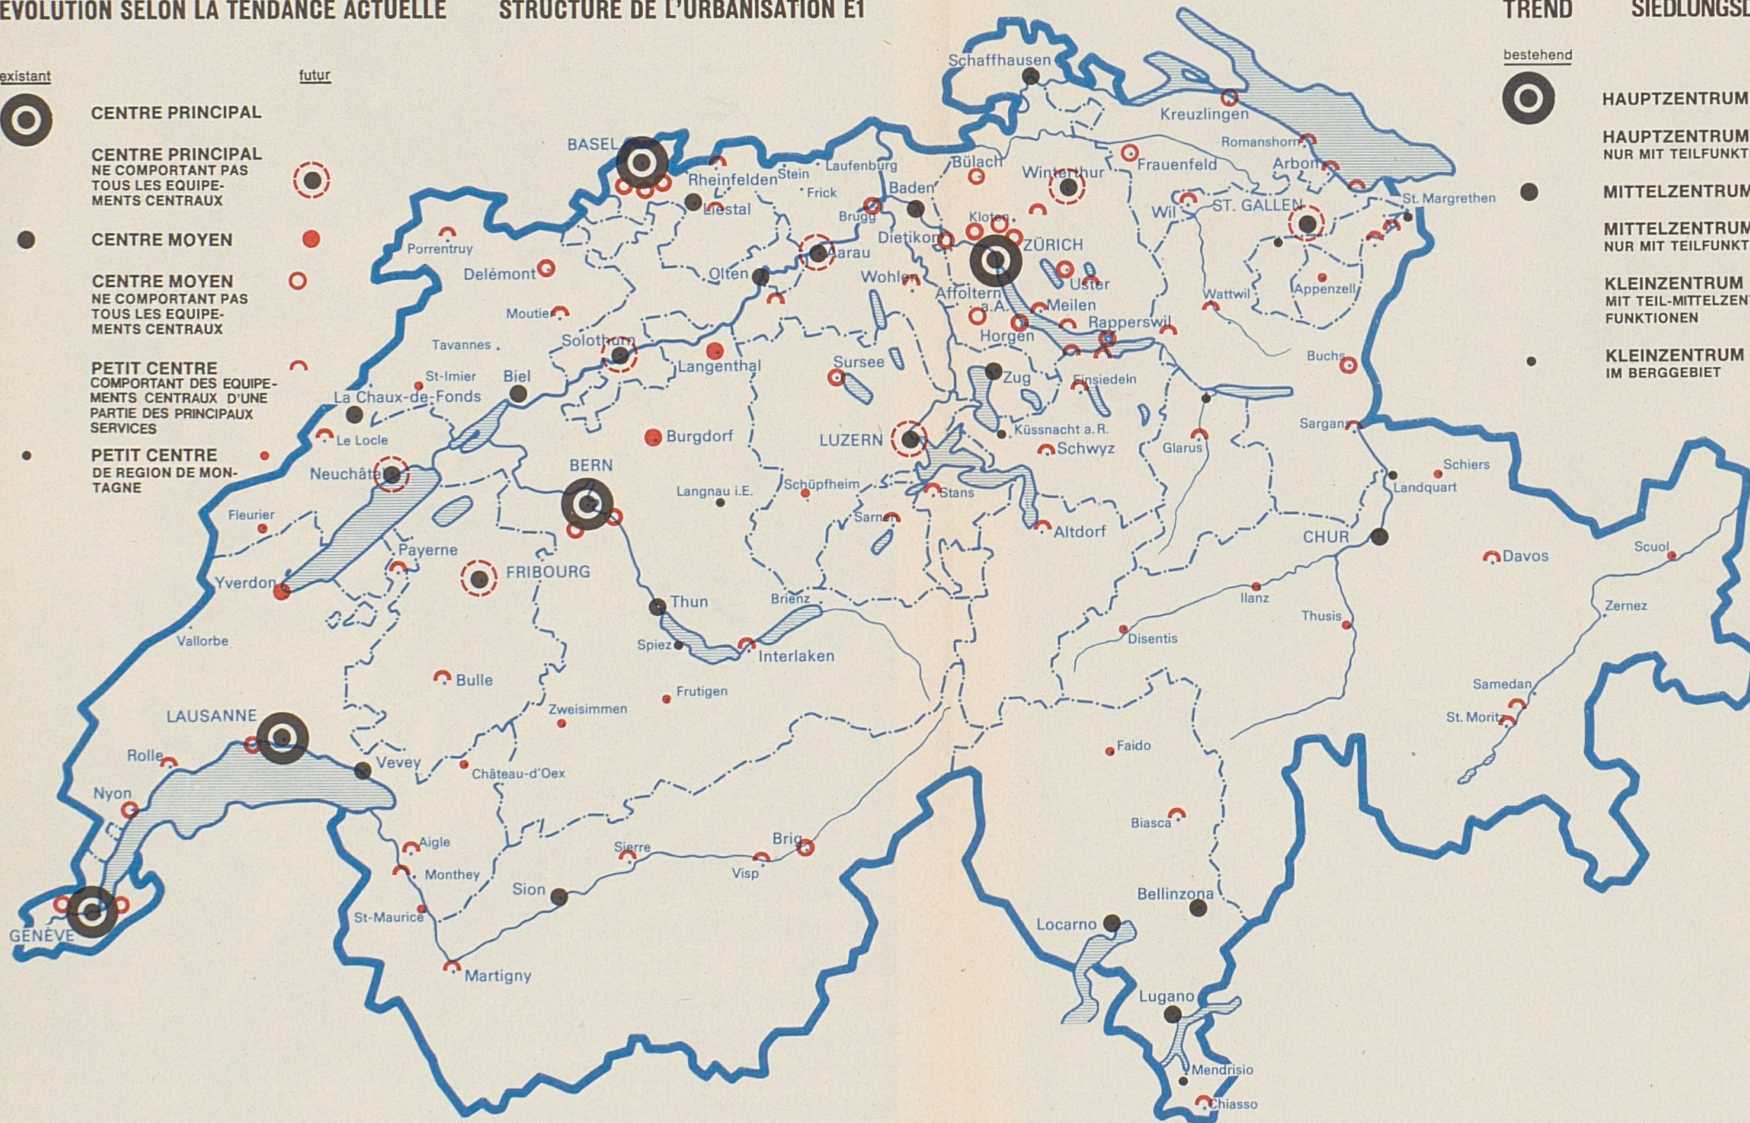 EVOLUTION SELON LA TENDANCE ACTUELLE STRUCTURE DE L'URBANISATION E1
TREND SIEDLUNGSD
existant futur
CENTRE PRINCIPAL
CENTRE PRINCIPAL
NE COMPORTANT PAS
TOUS LES EQUIPE-
MENTS CENTRAUX
CENTRE MOYEN
CENTRE MOYEN
NE COMPORTANT PAS
TOUS LES EQUIPE-
MENTS CENTRAUX
PETIT CENTRE
COMPORTANT DES EQUIPE-
MENTS CENTRAUX D'UNE
PARTIE DES PRINCIPAUX
SERVICES
PETIT CENTRE
DE REGION DE MON-
TAGNE
bestehend
HAUPTZENTRUM
HAUPTZENTRUM
NUR MIT TEILFUNKT
MITTELZENTRUM
MITTELZENTRUM
NUR MIT TEILFUNKT
KLEINZENTRUM
MIT TEIL-MITTELZEN
FUNKTIONEN
KLEINZENTRUM
IM BERGGEBIET
Schaffhausen
Kreuzlingen
BASEL
Romanshorn
Bülach
Frauenfeld
Arbon
Rheinfelden
Stein
Laufenburg
Winterthur
Frick
Baden
St. Margrethen
Liestal
Brugg
Kloten
Wil
ST. GALLEN
Porrentruy
Dietikon
ZÜRICH
Delémont
Olten
Aarau
Wohlen
Uster
Affoltern
a.A.
Meilen
Wattwil
Appenzell
Moutier
Rapperswil
Tavannes
Solothurn
Horgen
Langenthal
Sursee
Buchs
St-Imier
Biel
Zug
Einsiedeln
La Chaux-de-Fonds
Le Locle
Burgdorf
LUZERN
Küssnacht a.R.
Schwyz
Glarus
Sargans
Neuchâtel
BERN
Langnau i.E.
Schüpfheim
Stans
Schiers
Landquart
Fleurier
Sarnen
Altdorf
CHUR
Davos
Scuol
Payerne
FRIBOURG
Yverdon
Thun
Brienz
Ilanz
Thusis
Zernez
Vallorbe
Spiez
Interlaken
Disentis
Bulle
Frutigen
Samedan
Zweisimmen
St. Moritz
LAUSANNE
Rolle
Vevey
Château-d'Oex
Faido
Nyon
Biasca
Aigle
Sierre
Brig
Monthey
Visp
Sion
Bellinzona
St-Maurice
Locarno
GENÈVE
Martigny
Lugano
Mendrisio
Chiasso